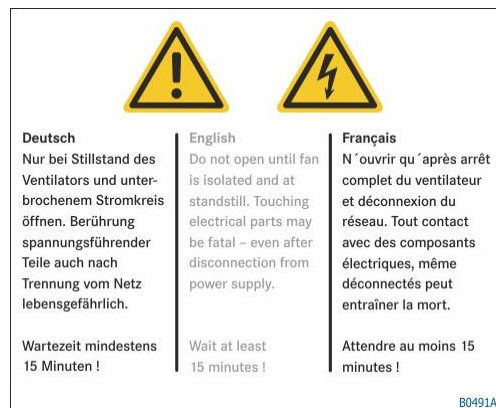 Deutsch
Nur bei Stillstand des
Ventilators und unter-
brochenem Stromkreis
öffnen. Berührung
spannungsführender
Teile auch nach
Trennung vom Netz
lebensgefährlich.
Wartezeit mindestens
15 Minuten !
English
Do not open until fan
is isolated and at
standstill. Touching
electrical parts may
be fatal – even after
disconnection from
power supply.
Wait at least
15 minutes !
Français
N´ouvrir qu´après arrêt
complet du ventilateur
et déconnexion du
réseau. Tout contact
avec des composants
électriques, même
déconnectés peut
entraîner la mort.
Attendre au moins 15
minutes !
B0491A